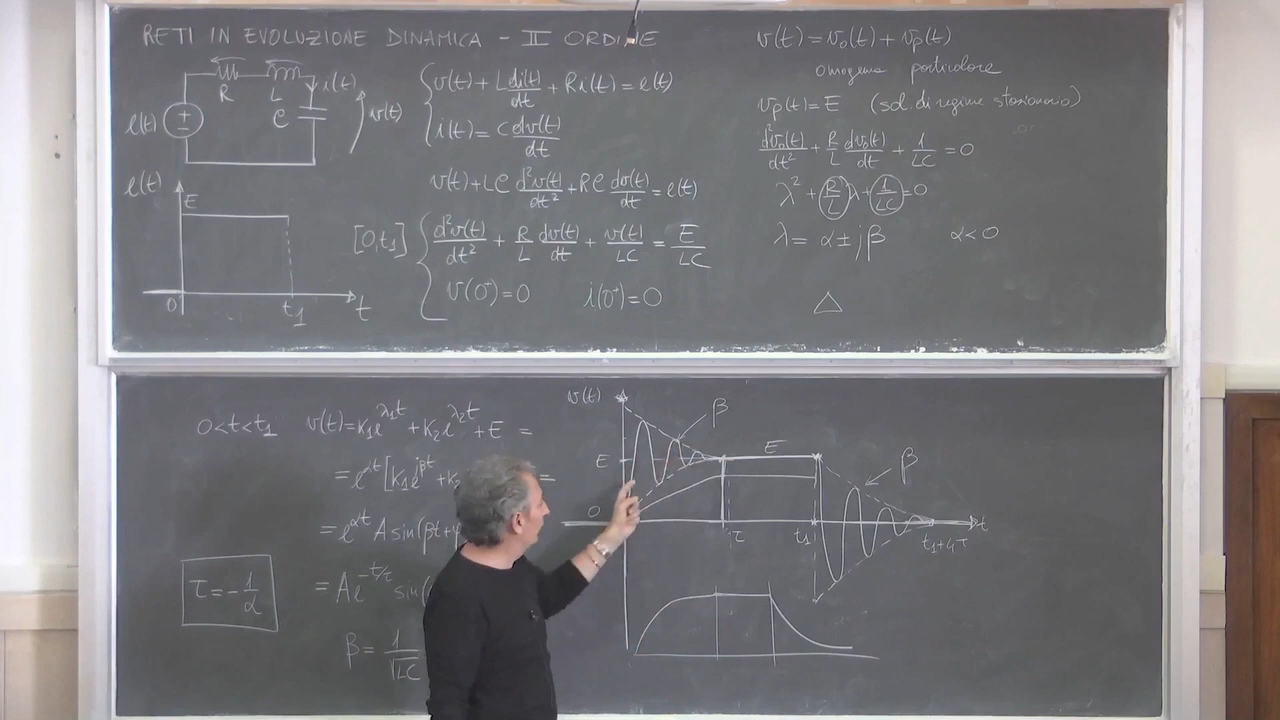 RETI IN EVOLUZIONE DINAMICA - II ORDINE
R
L
i(t)
e(t)
C
v(t)
e(t)
E
0
t₁
t
v(t) + L di(t)/dt + Ri(t) = e(t)
i(t) = C dv(t)/dt
v(t) + LC d²v(t)/dt² + RC dv(t)/dt = e(t)
[0,t₁]
d²v(t)/dt² + R/L dv(t)/dt + v(t)/LC = E/LC
v(0⁺)=0 i(0⁺)=0
v(t) = v₀(t) + vₚ(t)
omogenea particolare
vₚ(t) = E (sol. di regime stazionario)
d²v₀(t)/dt² + R/L dv₀(t)/dt + 1/LC = 0
λ² + R/L λ + 1/LC = 0
λ = α ± jβ α<0
△
0<t<t₁ v(t) = K₁e^λ₁t + K₂e^λ₂t + E =
= e^αt [K₁e^jβt + K₂ =
= e^αt A sin(βt+
τ = -1/α
= A e^-t/τ sin(
β = 1/√LC
v(t)
β
E
E
β
0
τ
t₁
t₁+4τ
t